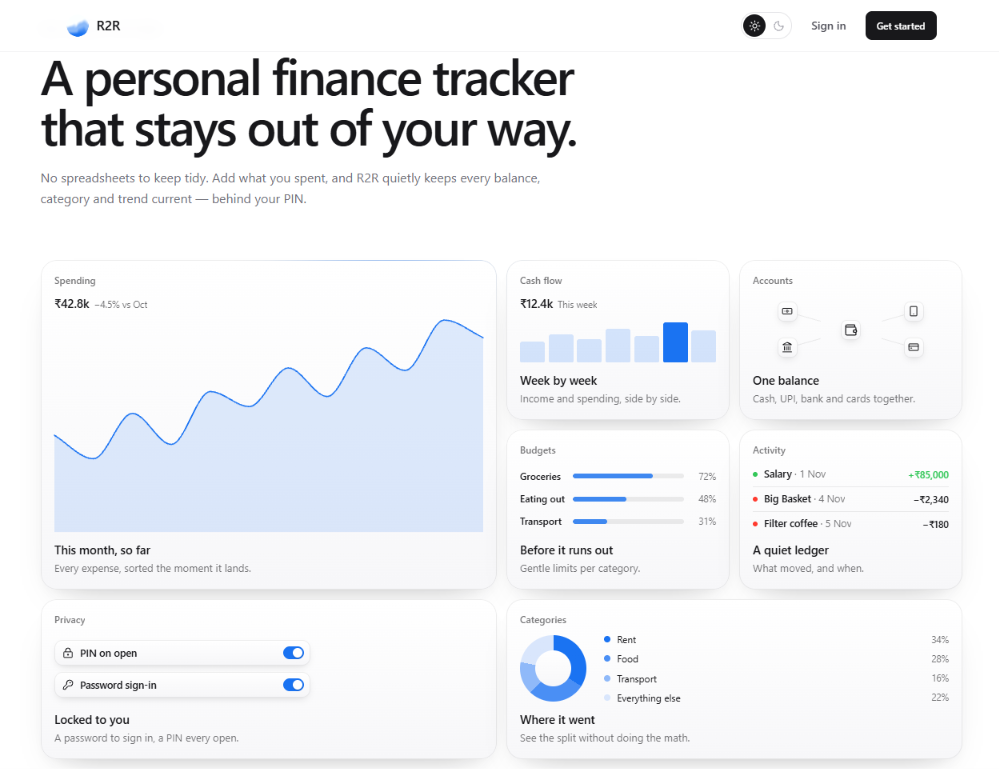 R2R
Sign in
Get started
A personal finance tracker
that stays out of your way.
No spreadsheets to keep tidy. Add what you spent, and R2R quietly keeps every balance,
category and trend current — behind your PIN.
Spending
₹42.8k −4.5% vs Oct
This month, so far
Every expense, sorted the moment it lands.
Cash flow
₹12.4k This week
Week by week
Income and spending, side by side.
Accounts
One balance
Cash, UPI, bank and cards together.
Budgets
Groceries 72%
Eating out 48%
Transport 31%
Before it runs out
Gentle limits per category.
Activity
Salary · 1 Nov +₹85,000
Big Basket · 4 Nov −₹2,340
Filter coffee · 5 Nov −₹180
A quiet ledger
What moved, and when.
Privacy
PIN on open
Password sign-in
Locked to you
A password to sign in, a PIN every open.
Categories
Rent 34%
Food 28%
Transport 16%
Everything else 22%
Where it went
See the split without doing the math.